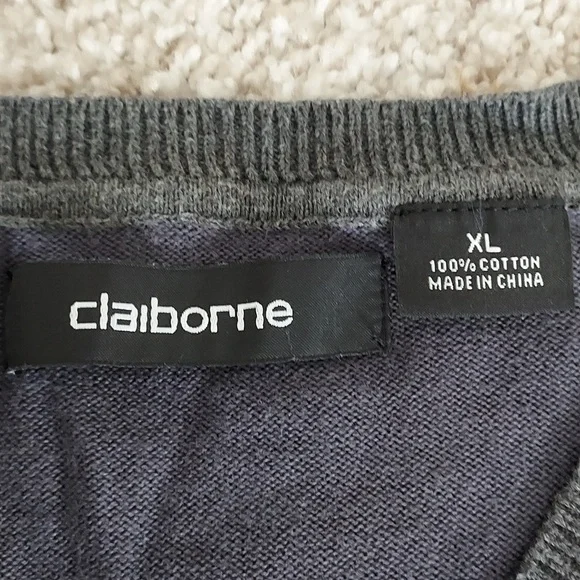 claiborne
XL
100% COTTON
MADE IN CHINA